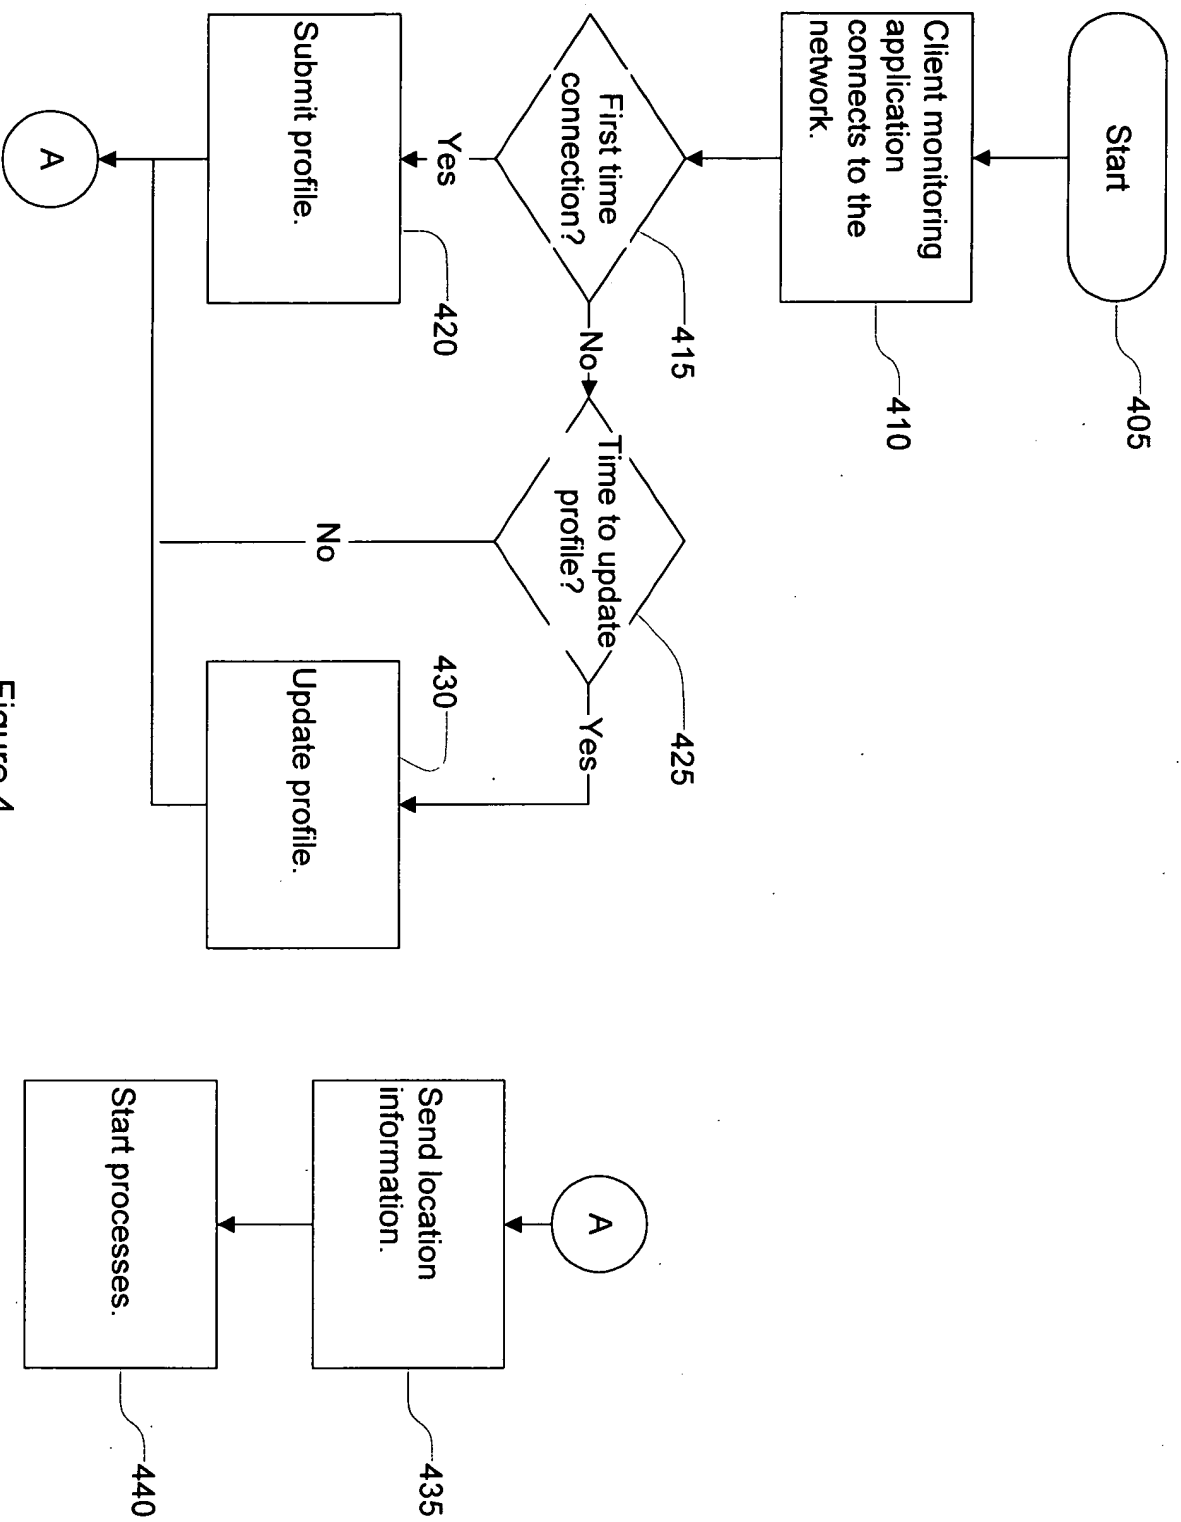 Start
405
Client monitoring
application
connects to the
network.
410
First time
connection?
415
No
Time to update
profile?
425
Yes
Yes
Submit profile.
420
No
430
Update profile.
A
A
Send location
information.
435
Start processes.
440
Figure 4